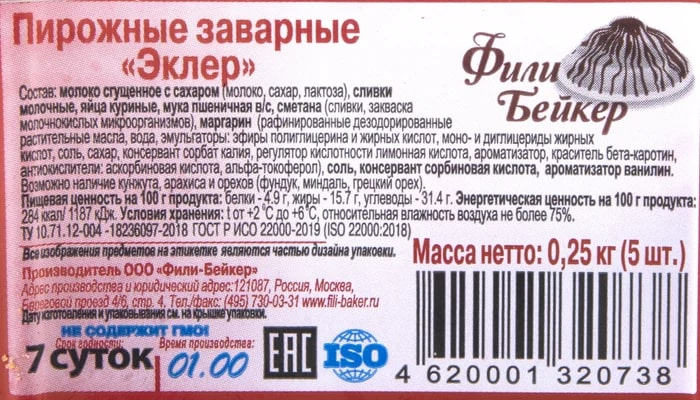 Пирожные заварные
«Эклер»
Фили
Бейкер
Состав: молоко сгущенное с сахаром (молоко, сахар, лактоза), сливки
молочные, яйца куриные, мука пшеничная в/с, сметана (сливки, закваска
молочнокислых микроорганизмов), маргарин (рафинированные дезодорированные
растительные масла, вода, эмульгаторы: эфиры полиглицерина и жирных кислот, моно- и диглицериды жирных
кислот, соль, сахар, консервант сорбат калия, регулятор кислотности лимонная кислота, ароматизатор, краситель бета-каротин,
антиокислители: аскорбиновая кислота, альфа-токоферол), соль, консервант сорбиновая кислота, ароматизатор ванилин.
Возможно наличие кунжута, арахиса и орехов (фундук, миндаль, грецкий орех).
Пищевая ценность на 100 г продукта: белки - 4,9 г, жиры - 15.7 г, углеводы - 31.4 г. Энергетическая ценность на 100 г продукта:
284 ккал/ 1187 кДж. Условия хранения: t от +2 °C до +6°C, относительная влажность воздуха не более 75%.
ТУ 10.71.12-004 -18236097-2018 ГОСТ Р ИСО 22000-2019 (ISO 22000:2018)
Все изображения предметов на этикетке являются частью дизайна упаковки.
Масса нетто: 0,25 кг (5 шт.)
Производитель ООО «Фили-Бейкер»
Адрес производства и юридический адрес:121087, Россия, Москва,
Береговой проезд 4/6, стр. 4. Тел./факс: (495) 730-03-31 www.fili-baker.ru
Дату изготовления и упаковывания см. на крышке упаковки.
НЕ СОДЕРЖИТ ГМО!
Срок годности: Время производства:
7 суток 01.00
EAC
ISO
4 620001 320738